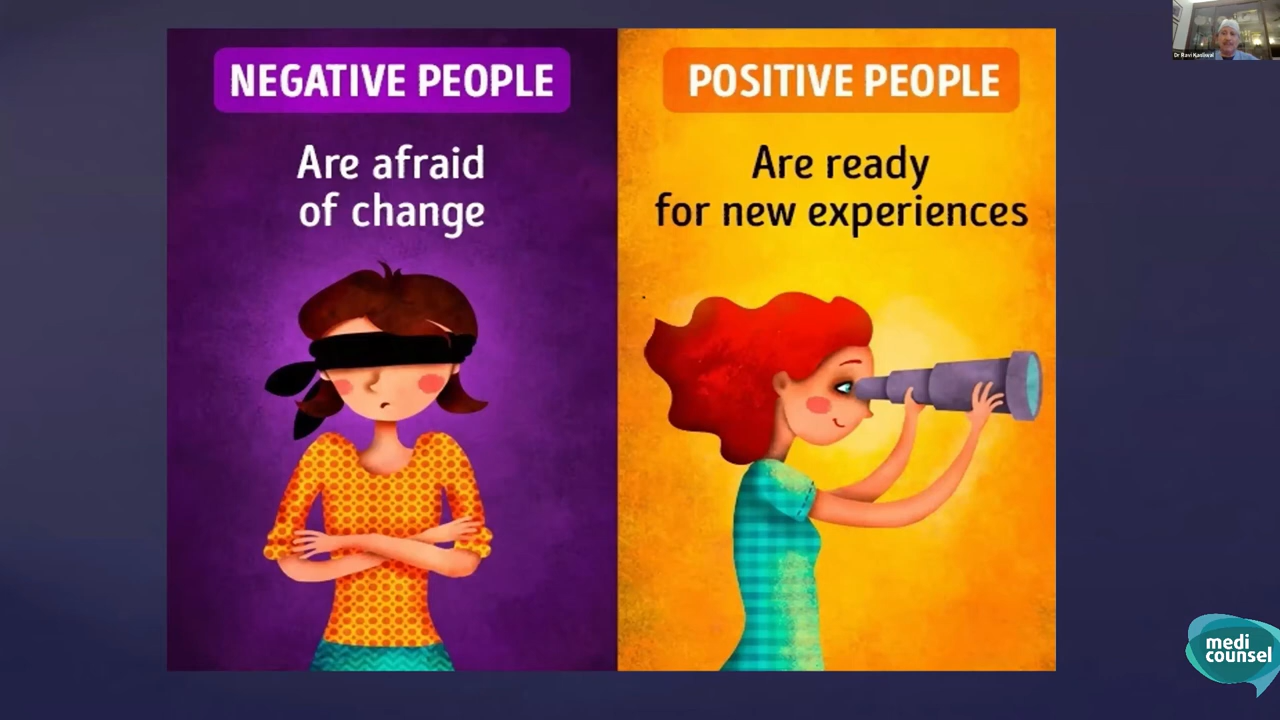 NEGATIVE PEOPLE
Are afraid
of change
POSITIVE PEOPLE
Are ready
for new experiences
medi
counsel